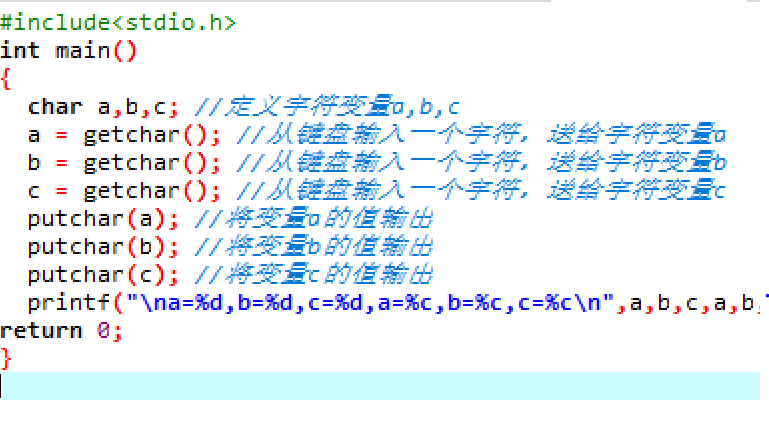 #include<stdio.h>
int main()
{
char a,b,c; //定义字符变量a,b,c
a = getchar(); //从键盘输入一个字符，送给字符变量a
b = getchar(); //从键盘输入一个字符，送给字符变量b
c = getchar(); //从键盘输入一个字符，送给字符变量c
putchar(a); //将变量a的值输出
putchar(b); //将变量b的值输出
putchar(c); //将变量c的值输出
printf("\na=%d,b=%d,c=%d,a=%c,b=%c,c=%c\n",a,b,c,a,b,
return 0;
}